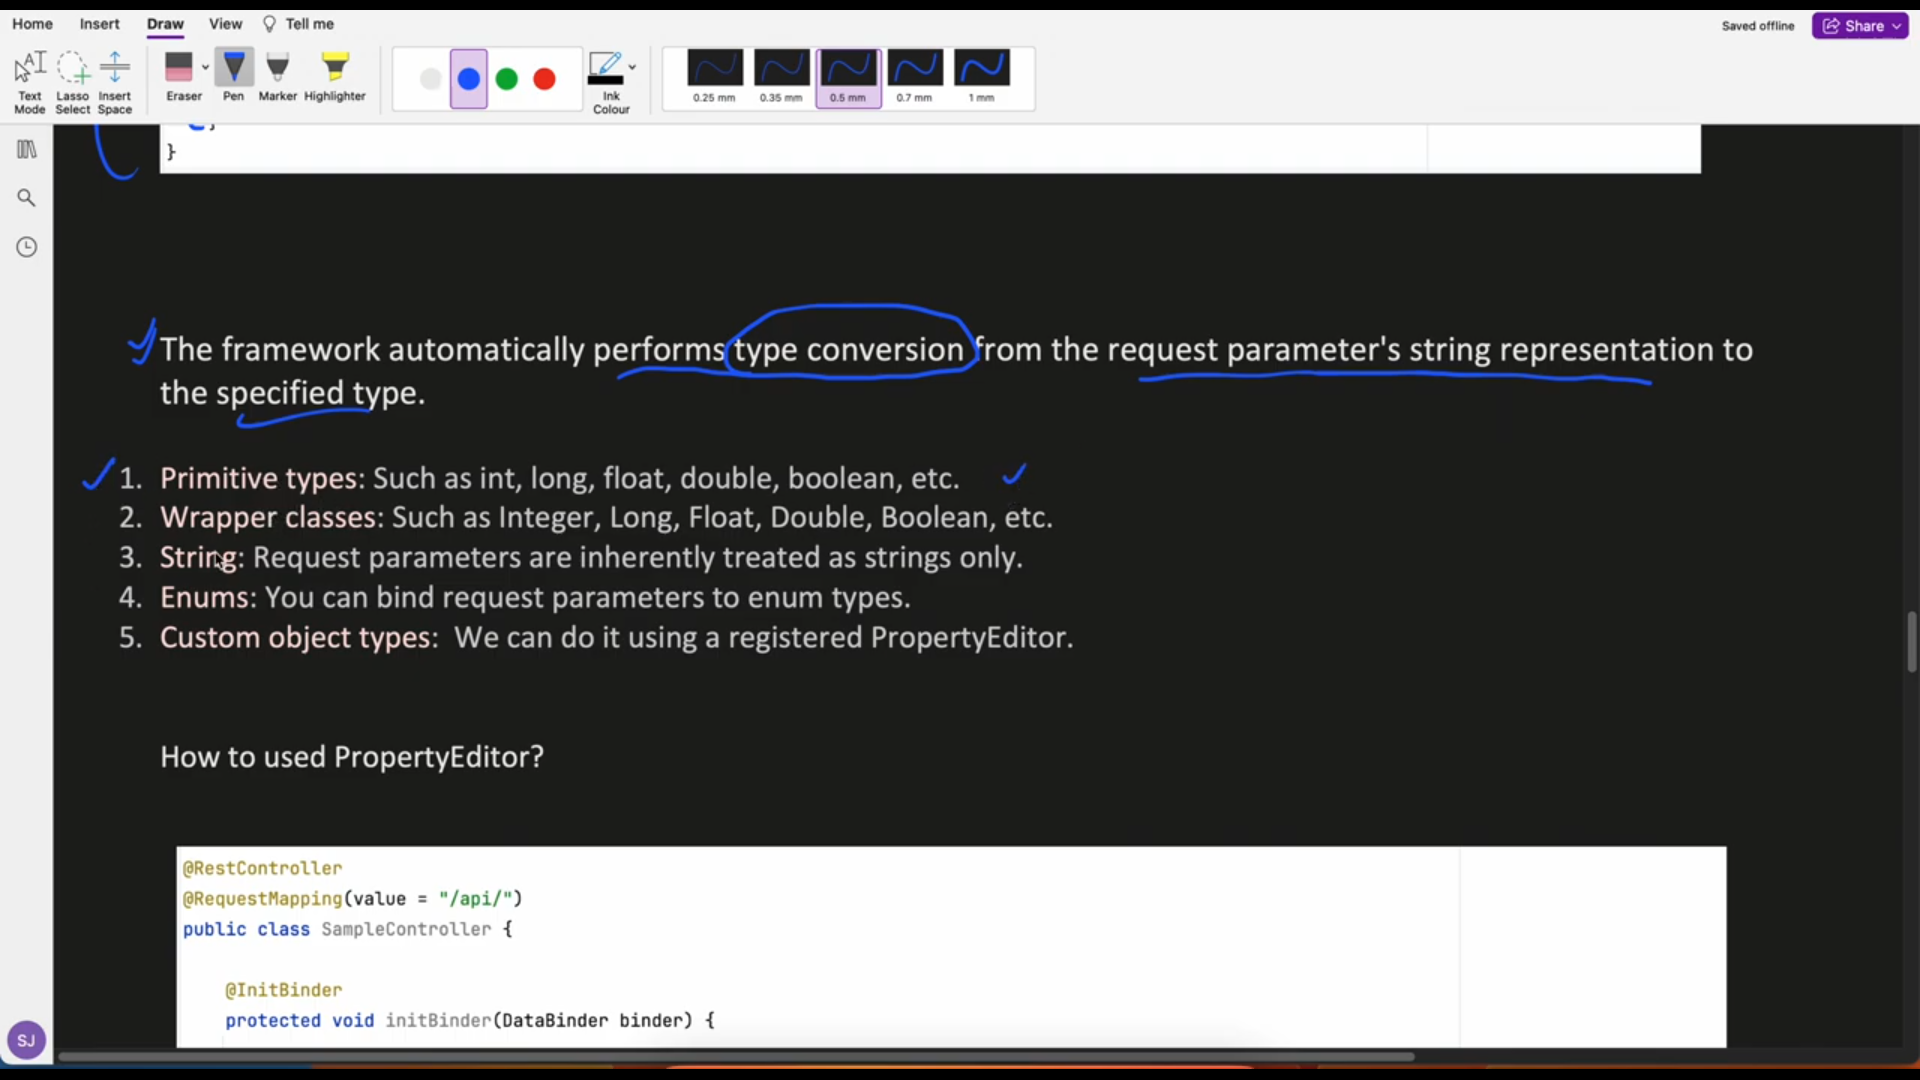 Home Insert Draw View Tell me
Saved offline Share
Text Mode
Lasso Select
Insert Space
Eraser
Pen
Marker
Highlighter
Ink Colour
0.25 mm 0.35 mm 0.5 mm 0.7 mm 1 mm
}
The framework automatically performs type conversion from the request parameter's string representation to
the specified type.
1. Primitive types: Such as int, long, float, double, boolean, etc.
2. Wrapper classes: Such as Integer, Long, Float, Double, Boolean, etc.
3. String: Request parameters are inherently treated as strings only.
4. Enums: You can bind request parameters to enum types.
5. Custom object types: We can do it using a registered PropertyEditor.
How to used PropertyEditor?
@RestController
@RequestMapping(value = "/api/")
public class SampleController {
@InitBinder
protected void initBinder(DataBinder binder) {
SJ